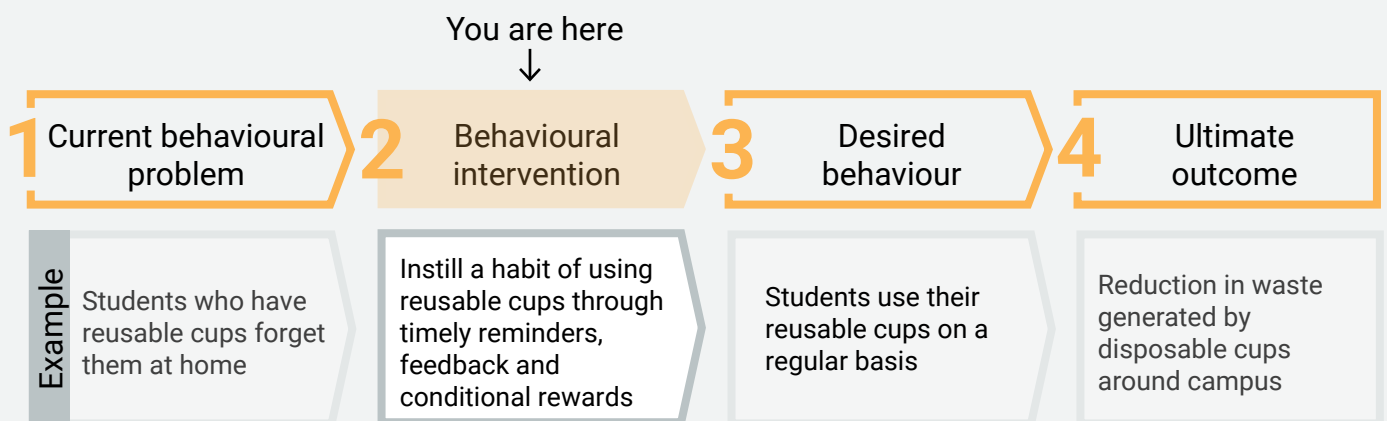 You are here
1
Current behavioural
problem
2
Behavioural
intervention
3
Desired
behaviour
4
Ultimate
outcome
Example
Students who have
reusable cups forget
them at home
Instill a habit of using
reusable cups through
timely reminders,
feedback and
conditional rewards
Students use their
reusable cups on a
regular basis
Reduction in waste
generated by
disposable cups
around campus